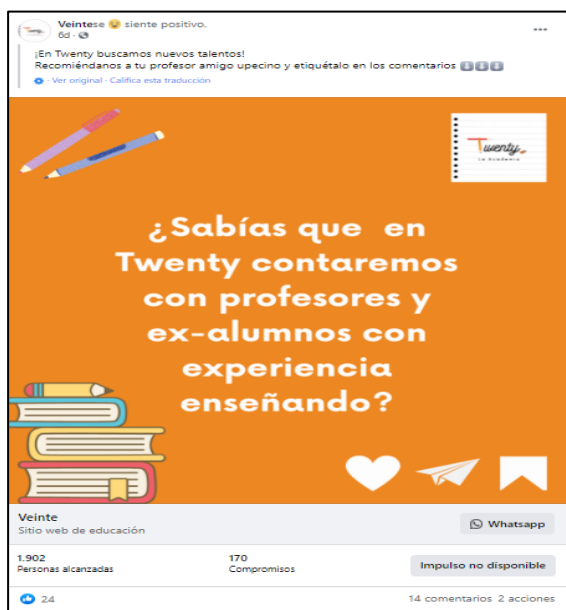 Veintese 😉 siente positivo.
6d ·
¡En Twenty buscamos nuevos talentos!
Recomiéndanos a tu profesor amigo upecino y etiquétalo en los comentarios ⬇⬇⬇
· Ver original · Califica esta traducción
Twenty
La Academia
¿Sabías que en
Twenty contaremos
con profesores y
ex-alumnos con
experiencia
enseñando?
Veinte
Sitio web de educación
Whatsapp
1.902
Personas alcanzadas
170
Compromisos
Impulso no disponible
24
14 comentarios 2 acciones